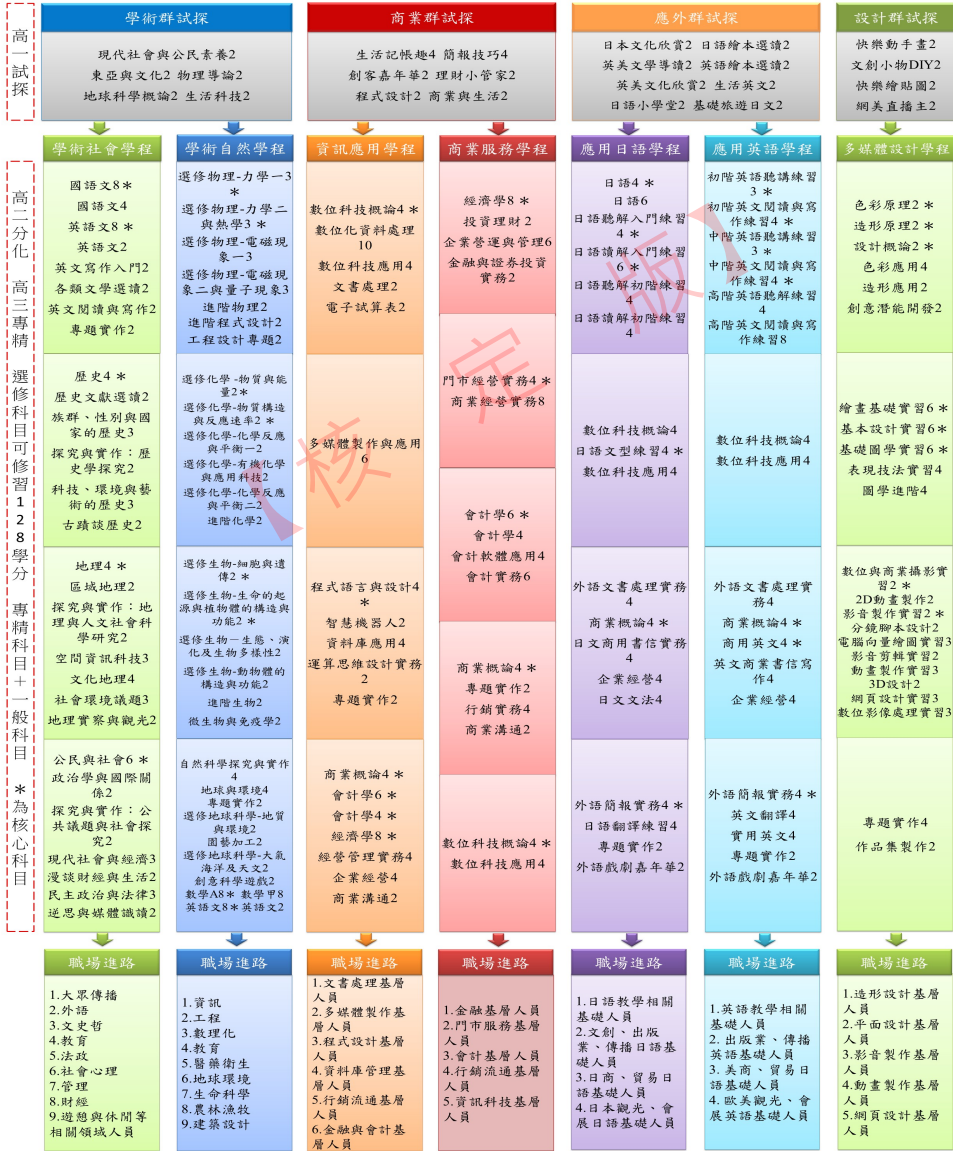 高一試探
學術群試探
現代社會與公民素養2
東亞與文化2 物理導論2
地球科學概論2 生活科技2
商業群試探
生活記帳趣4 簡報技巧4
創客嘉年華2 理財小管家2
程式設計2 商業與生活2
應外群試探
日本文化欣賞2 日語繪本選讀2
英美文學導讀2 英語繪本選讀2
英美文化欣賞2 生活英文2
日語小學堂2 基礎旅遊日文2
設計群試探
快樂動手畫2
文創小物DIY2
快樂繪貼圖2
網美直播主2
高二分化 高三專精 選修科目可修習128學分 專精科目+一般科目 *為核心科目
學術社會學程
國語文8*
國語文4
英語文8*
英語文2
英文寫作入門2
各類文學選讀2
英文閱讀與寫作2
專題實作2
歷史4 *
歷史文獻選讀2
族群、性別與國
家的歷史3
探究與實作：歷
史學探究2
科技、環境與藝
術的歷史3
古蹟談歷史2
地理4 *
區域地理2
探究與實作：地
理與人文社會科
學研究2
空間資訊科技3
文化地理4
社會環境議題3
地理實察與觀光2
公民與社會6 *
政治學與國際關
係2
探究與實作：公
共議題與社會探
究2
現代社會與經濟3
漫談財經與生活2
民主政治與法律3
逆思與媒體識讀2
學術自然學程
選修物理-力學一3
*
選修物理-力學二
與熱學3 *
選修物理-電磁現
象一3
選修物理-電磁現
象二與量子現象3
進階物理2
進階程式設計2
工程設計專題2
選修化學 -物質與能
量2*
選修化學-物質構造
與反應速率2 *
選修化學-化學反應
與平衡一2
選修化學-有機化學
與應用科技2
選修化學-化學反應
與平衡二2
進階化學2
選修生物-細胞與遺
傳2 *
選修生物-生命的起
源與植物體的構造與
功能2 *
選修生物－生態、演
化及生物多樣性2
選修生物-動物體的
構造與功能2
進階生物2
微生物與免疫學2
自然科學探究與實作
4
地球與環境4
專題實作2
選修地球科學-地質
與環境2
園藝加工2
選修地球科學-大氣
海洋及天文2
創意科學遊戲2
數學A8* 數學甲8
英語文8* 英語文2
資訊應用學程
數位科技概論4 *
數位化資料處理
10
數位科技應用4
文書處理2
電子試算表2
多媒體製作與應用
6
程式語言與設計4
*
智慧機器人2
資料庫應用4
運算思維設計實務
2
專題實作2
商業概論4 *
會計學6 *
會計學4
經濟學8 *
經營管理實務4
企業經營4
商業溝通2
商業服務學程
經濟學8 *
投資理財2
企業營運與管理6
金融與證券投資
實務2
門市經營實務4 *
商業經營實務8
會計學6 *
會計學4
會計軟體應用4
會計實務6
商業概論4 *
專題實作2
行銷實務4
商業溝通2
數位科技概論4 *
數位科技應用4
應用日語學程
日語4 *
日語6
日語聽解入門練習
4 *
日語讀解入門練習
6 *
日語聽解初階練習
4
日語讀解初階練習
4
數位科技概論4
日語文型練習4 *
數位科技應用4
外語文書處理實務
4
商業概論4 *
日文商用書信實務
4
企業經營4
日文文法4
外語簡報實務4 *
日語翻譯練習4
專題實作2
外語戲劇嘉年華2
應用英語學程
初階英語聽講練習
3 *
初階英文閱讀與寫
作練習4 *
中階英語聽講練習
3 *
中階英文閱讀與寫
作練習4 *
高階英語聽解練習
4
高階英文閱讀與寫
作練習8
數位科技概論4
數位科技應用4
外語文書處理實
務4
商業概論4 *
商用英文4 *
英文商業書信寫
作4
企業經營4
外語簡報實務4 *
英文翻譯4
實用英文4
專題實作2
外語戲劇嘉年華2
多媒體設計學程
色彩原理2 *
造形原理2 *
設計概論2 *
色彩應用4
造形應用2
創意潛能開發2
繪畫基礎實習6 *
基本設計實習6 *
基礎圖學實習6 *
表現技法實習4
圖學進階4
數位與商業攝影實
習2 *
2D動畫製作2
影音製作實習2 *
分鏡腳本設計2
電腦向量繪圖實習3
影音剪輯實習2
動畫製作實習3
3D設計2
網頁設計實習3
數位影像處理實習3
專題實作4
作品集製作2
【核定版】
職場進路
1.大眾傳播
2.外語
3.文史哲
4.教育
5.法政
6.社會心理
7.管理
8.財經
9.遊憩與休閒等
相關領域人員
職場進路
1.資訊
2.工程
3.數理化
4.教育
5.醫藥衛生
6.地球環境
7.生命科學
8.農林漁牧
9.建築設計
職場進路
1.文書處理基層
人員
2.多媒體製作基
層人員
3.程式設計基層
人員
4.資料庫管理基
層人員
5.行銷流通基層
人員
6.金融與會計基
層人員
職場進路
1.金融基層人員
2.門市服務基層
人員
3.會計基層人員
4.行銷流通基層
人員
5.資訊科技基層
人員
職場進路
1.日語教學相關
基礎人員
2.文創、出版
業、傳播日語基
礎人員
3.日商、貿易日
語基礎人員
4.日本觀光、會
展日語基礎人員
職場進路
1.英語教學相關
基礎人員
2. 出版業、傳播
英語基礎人員
3. 美商、貿易日
語基礎人員
4. 歐美觀光、會
展英語基礎人員
職場進路
1.造形設計基層
人員
2.平面設計基層
人員
3.影音製作基層
人員
4.動畫製作基層
人員
5.網頁設計基層
人員